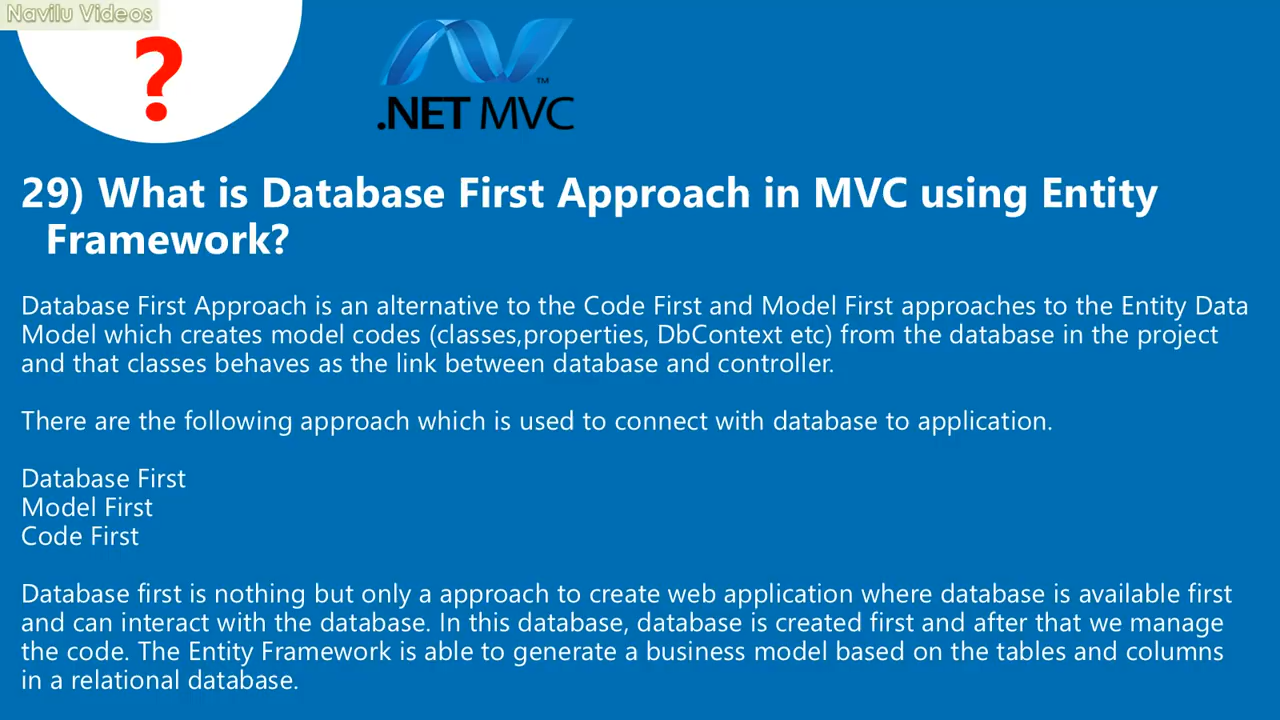 Navilu Videos
?
™
.NET MVC
29) What is Database First Approach in MVC using Entity
Framework?
Database First Approach is an alternative to the Code First and Model First approaches to the Entity Data
Model which creates model codes (classes,properties, DbContext etc) from the database in the project
and that classes behaves as the link between database and controller.
There are the following approach which is used to connect with database to application.
Database First
Model First
Code First
Database first is nothing but only a approach to create web application where database is available first
and can interact with the database. In this database, database is created first and after that we manage
the code. The Entity Framework is able to generate a business model based on the tables and columns
in a relational database.